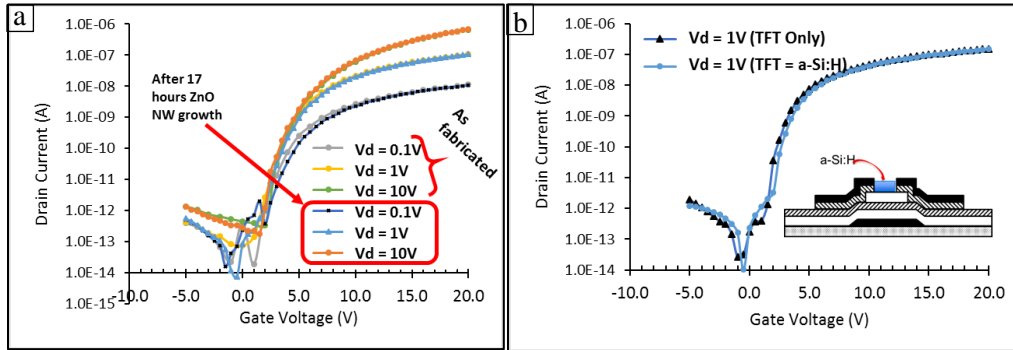 a
1.0E-06
1.0E-07
1.0E-08
1.0E-09
1.0E-10
1.0E-11
1.0E-12
1.0E-13
1.0E-14
1.0E-15
Drain Current (A)
After 17
hours ZnO
NW growth
Vd = 0.1V
Vd = 1V
Vd = 10V
As
fabricated
Vd = 0.1V
Vd = 1V
Vd = 10V
-10.0 -5.0 0.0 5.0 10.0 15.0 20.0
Gate Voltage (V)
b
1.0E-06
1.0E-07
1.0E-08
1.0E-09
1.0E-10
1.0E-11
1.0E-12
1.0E-13
1.0E-14
Drain Current (A)
Vd = 1V (TFT Only)
Vd = 1V (TFT = a-Si:H)
a-Si:H
-10.0 -5.0 0.0 5.0 10.0 15.0 20.0
Gate Voltage (V)